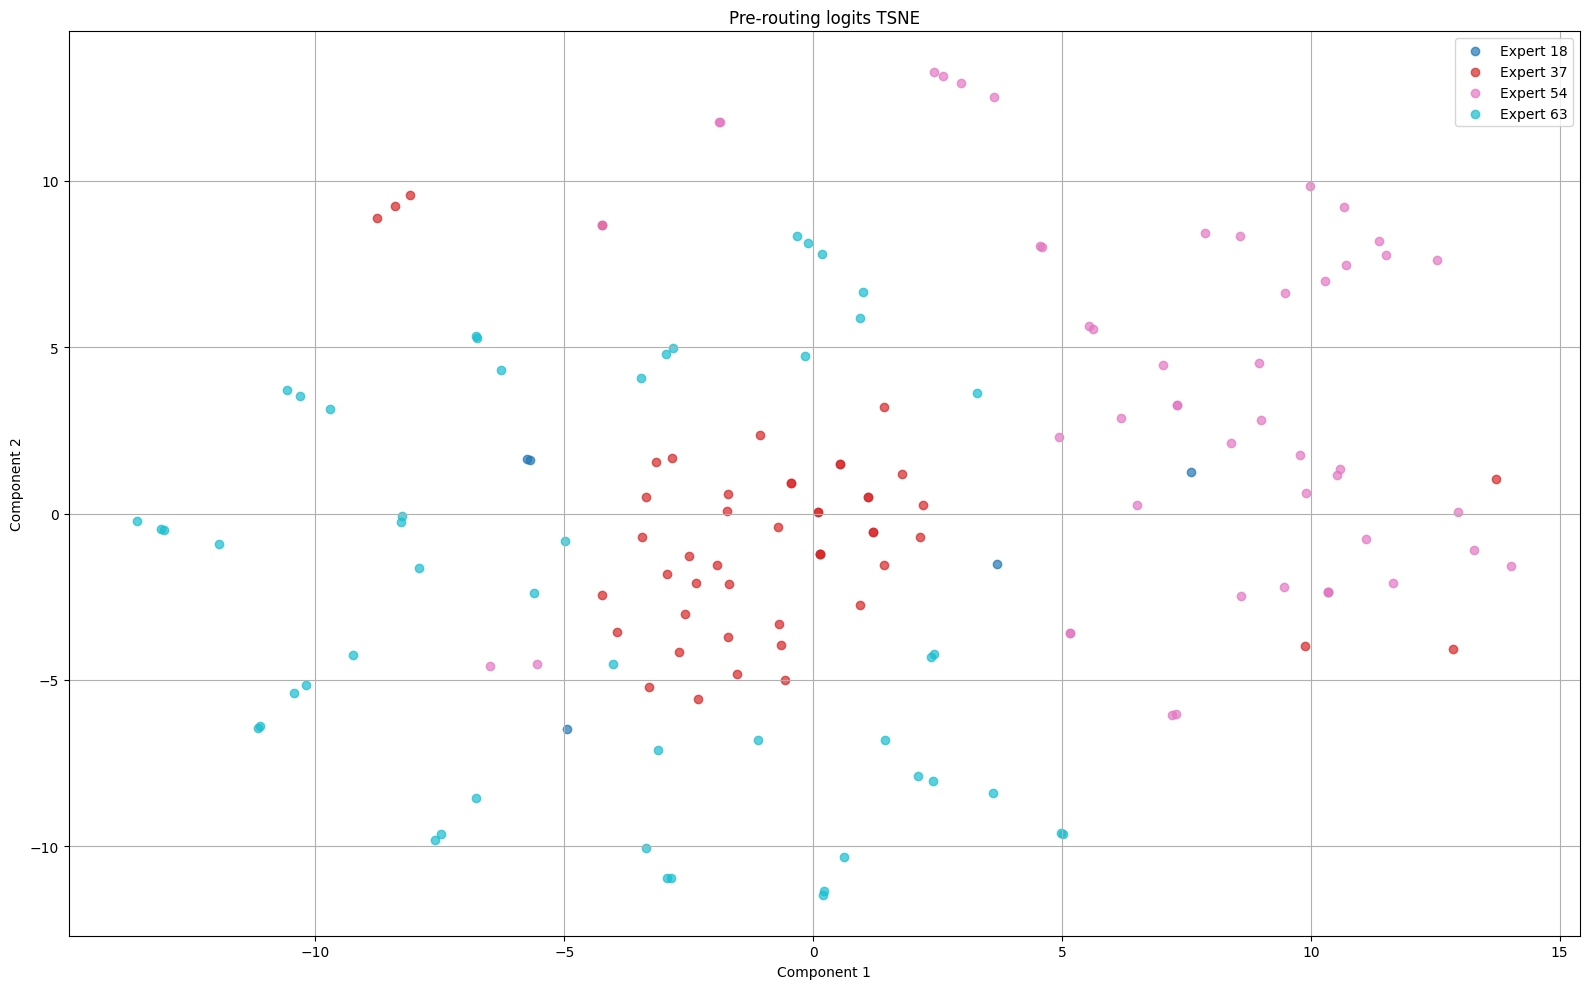 Pre-routing logits TSNE
Expert 18
Expert 37
Expert 54
Expert 63
Component 2
10
5
0
−5
−10
−10
−5
0
5
10
15
Component 1